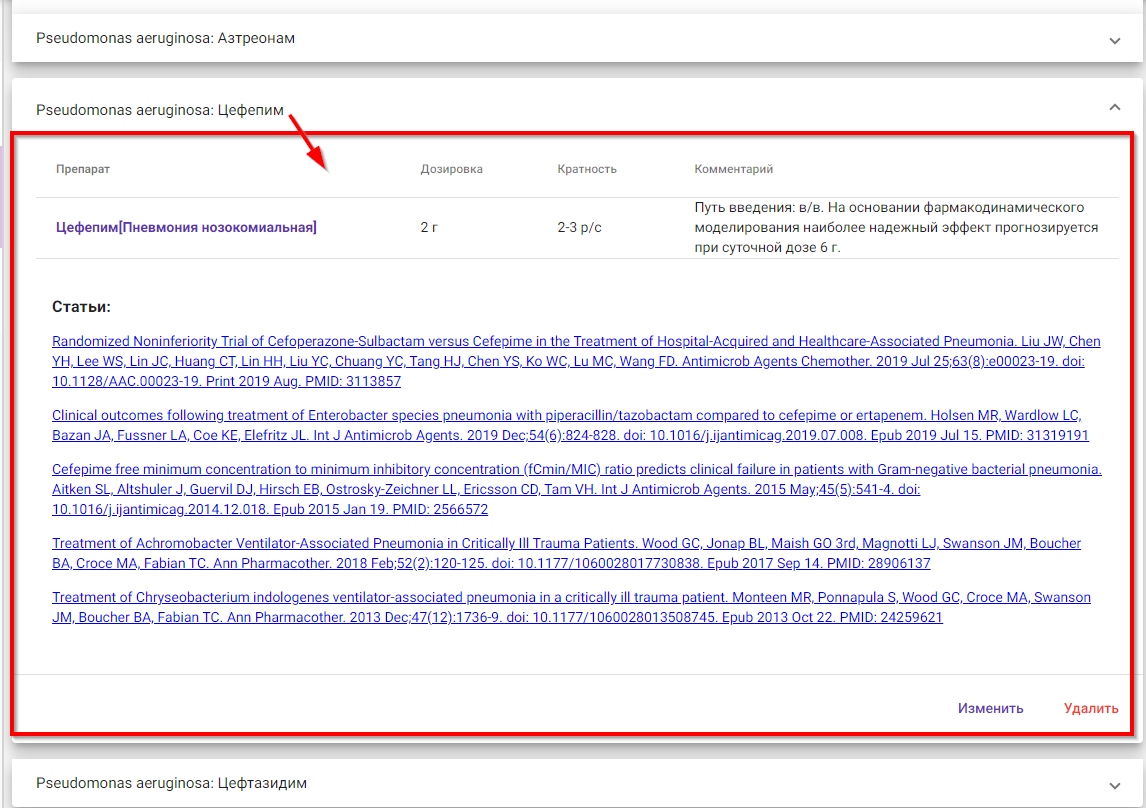 Pseudomonas aeruginosa: Азтреонам
Pseudomonas aeruginosa: Цефепим
Препарат Дозировка Кратность Комментарий
Цефепим[Пневмония нозокомиальная] 2 г 2-3 р/с Путь введения: в/в. На основании фармакодинамического
моделирования наиболее надежный эффект прогнозируется
при суточной дозе 6 г.
Статьи:
Randomized Noninferiority Trial of Cefoperazone-Sulbactam versus Cefepime in the Treatment of Hospital-Acquired and Healthcare-Associated Pneumonia. Liu JW, Chen
YH, Lee WS, Lin JC, Huang CT, Lin HH, Liu YC, Chuang YC, Tang HJ, Chen YS, Ko WC, Lu MC, Wang FD. Antimicrob Agents Chemother. 2019 Jul 25;63(8):e00023-19. doi:
10.1128/AAC.00023-19. Print 2019 Aug. PMID: 3113857
Clinical outcomes following treatment of Enterobacter species pneumonia with piperacillin/tazobactam compared to cefepime or ertapenem. Holsen MR, Wardlow LC,
Bazan JA, Fussner LA, Coe KE, Elefritz JL. Int J Antimicrob Agents. 2019 Dec;54(6):824-828. doi: 10.1016/j.ijantimicag.2019.07.008. Epub 2019 Jul 15. PMID: 31319191
Cefepime free minimum concentration to minimum inhibitory concentration (fCmin/MIC) ratio predicts clinical failure in patients with Gram-negative bacterial pneumonia.
Aitken SL, Altshuler J, Guervil DJ, Hirsch EB, Ostrosky-Zeichner LL, Ericsson CD, Tam VH. Int J Antimicrob Agents. 2015 May;45(5):541-4. doi:
10.1016/j.ijantimicag.2014.12.018. Epub 2015 Jan 19. PMID: 2566572
Treatment of Achromobacter Ventilator-Associated Pneumonia in Critically Ill Trauma Patients. Wood GC, Jonap BL, Maish GO 3rd, Magnotti LJ, Swanson JM, Boucher
BA, Croce MA, Fabian TC. Ann Pharmacother. 2018 Feb;52(2):120-125. doi: 10.1177/1060028017730838. Epub 2017 Sep 14. PMID: 28906137
Treatment of Chryseobacterium indologenes ventilator-associated pneumonia in a critically ill trauma patient. Monteen MR, Ponnapula S, Wood GC, Croce MA, Swanson
JM, Boucher BA, Fabian TC. Ann Pharmacother. 2013 Dec;47(12):1736-9. doi: 10.1177/1060028013508745. Epub 2013 Oct 22. PMID: 24259621
Изменить Удалить
Pseudomonas aeruginosa: Цефтазидим